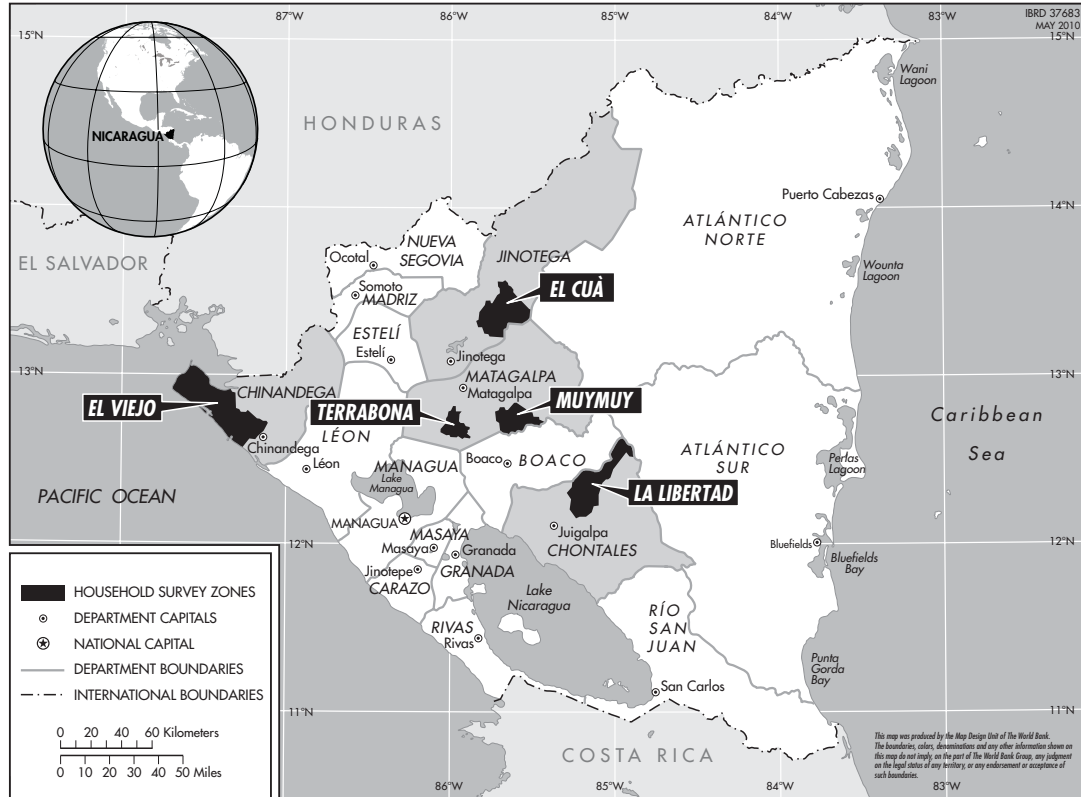 IBRD 37683
MAY 2010
87°W
86°W
85°W
84°W
83°W
15°N
15°N
NICARAGUA
HONDURAS
Wani
Lagoon
Puerto Cabezas
14°N
14°N
ATLÁNTICO
NORTE
NUEVA
SEGOVIA
JINOTEGA
Ocotal
EL SALVADOR
Wounta
Lagoon
Somoto
MADRIZ
EL CUÀ
ESTELÍ
Estelí
Jinotega
13°N
13°N
MATAGALPA
Matagalpa
CHINANDEGA
EL VIEJO
TERRABONA
MUYMUY
Caribbean
Sea
LÉON
Chinandega
Léon
MANAGUA
Lake
Managua
Boaco
BOACO
ATLÁNTICO
SUR
Perlas
Lagoon
PACIFIC OCEAN
LA LIBERTAD
MANAGUA
Juigalpa
CHONTALES
MASAYA
Masaya
Granada
GRANADA
12°N
12°N
Bluefields
Bluefields
Bay
Jinotepe
CARAZO
Lake
Nicaragua
RÍO
SAN
JUAN
RIVAS
Rivas
Punta
Gorda
Bay
San Carlos
11°N
11°N
COSTA RICA
HOUSEHOLD SURVEY ZONES
DEPARTMENT CAPITALS
NATIONAL CAPITAL
DEPARTMENT BOUNDARIES
INTERNATIONAL BOUNDARIES
0 20 40 60 Kilometers
0 10 20 30 40 50 Miles
This map was produced by the Map Design Unit of The World Bank.
The boundaries, colors, denominations and any other information shown on
this map do not imply, on the part of The World Bank Group, any judgment
on the legal status of any territory, or any endorsement or acceptance of
such boundaries.
86°W
85°W
84°W
83°W